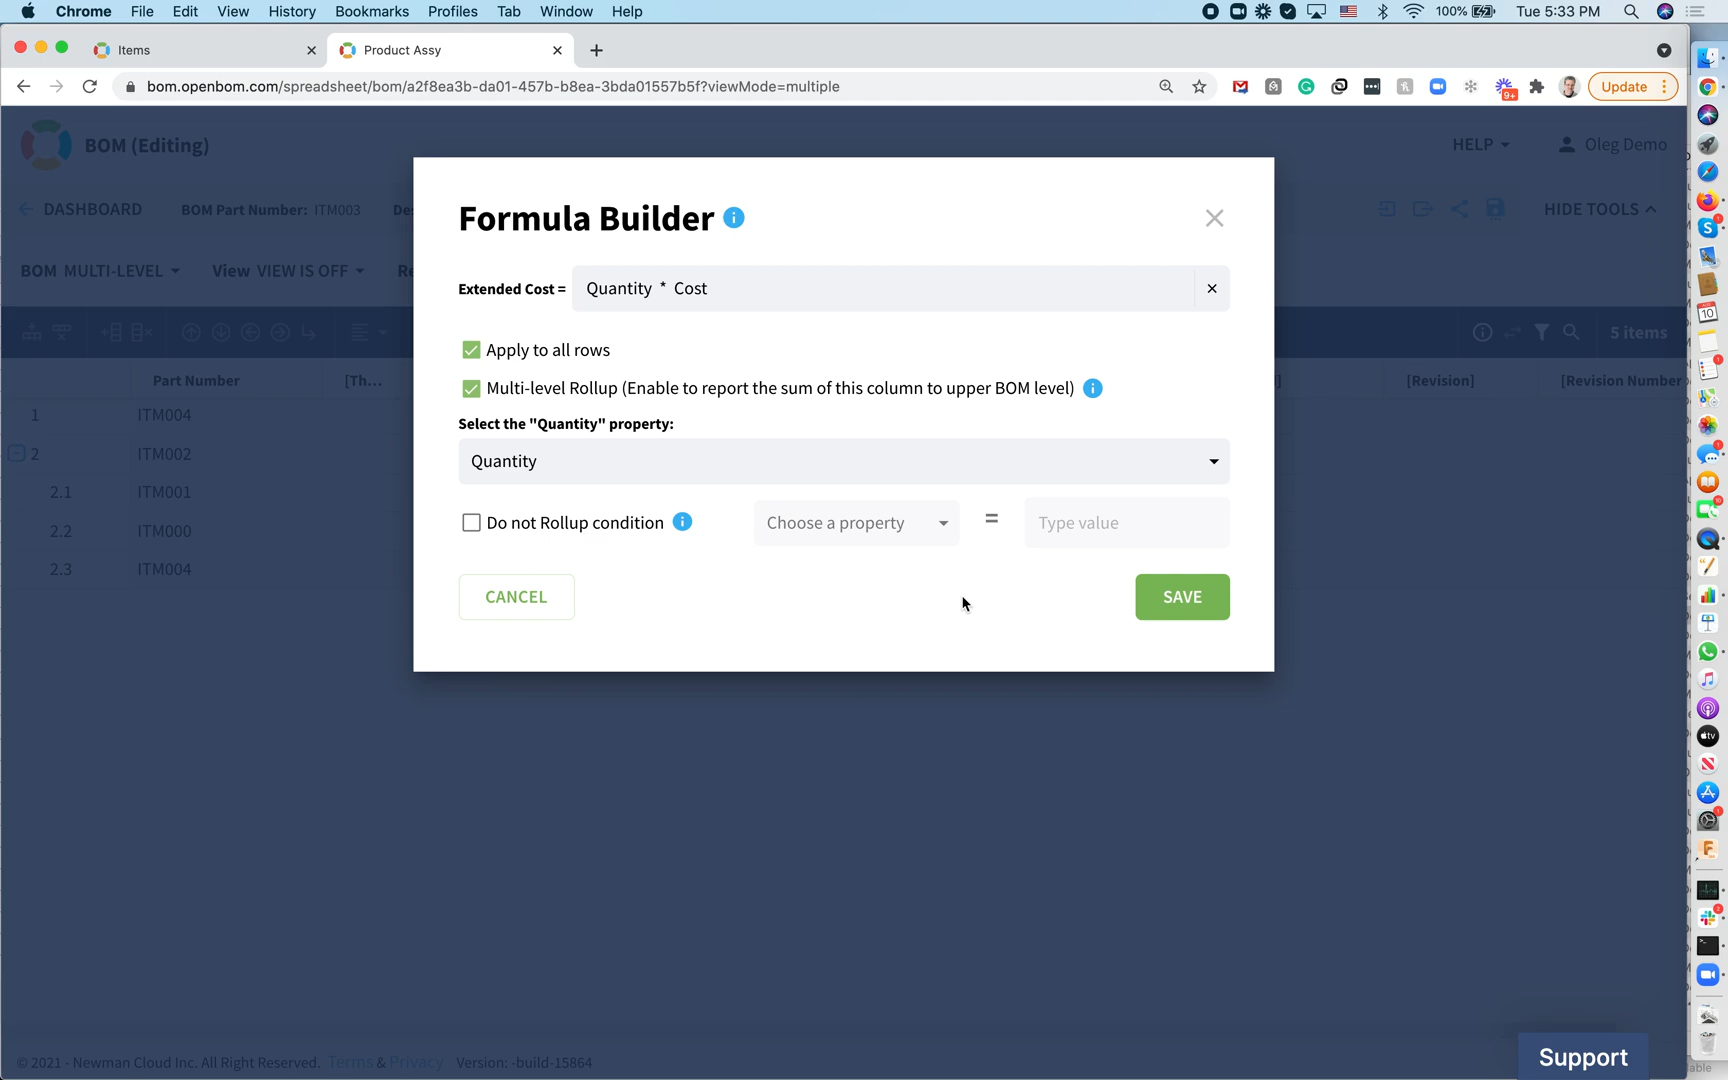 Chrome File Edit View History Bookmarks Profiles Tab Window Help 100% Tue 5:33 PM
Items Product Assy
bom.openbom.com/spreadsheet/bom/a2f8ea3b-da01-457b-b8ea-3bda01557b5f?viewMode=multiple 9+ Update
BOM (Editing) HELP Oleg Demo
DASHBOARD BOM Part Number: ITM003 De HIDE TOOLS
BOM MULTI-LEVEL View VIEW IS OFF Re
5 items
Part Number [Th... [Revision] [Revision Number
1 ITM004
2 ITM002
2.1 ITM001
2.2 ITM000
2.3 ITM004
Formula Builder
Extended Cost = Quantity * Cost
Apply to all rows
Multi-level Rollup (Enable to report the sum of this column to upper BOM level)
Select the "Quantity" property:
Quantity
Do not Rollup condition Choose a property = Type value
CANCEL SAVE
© 2021 - Newman Cloud Inc. All Right Reserved. Terms & Privacy Version: -build-15864
Support